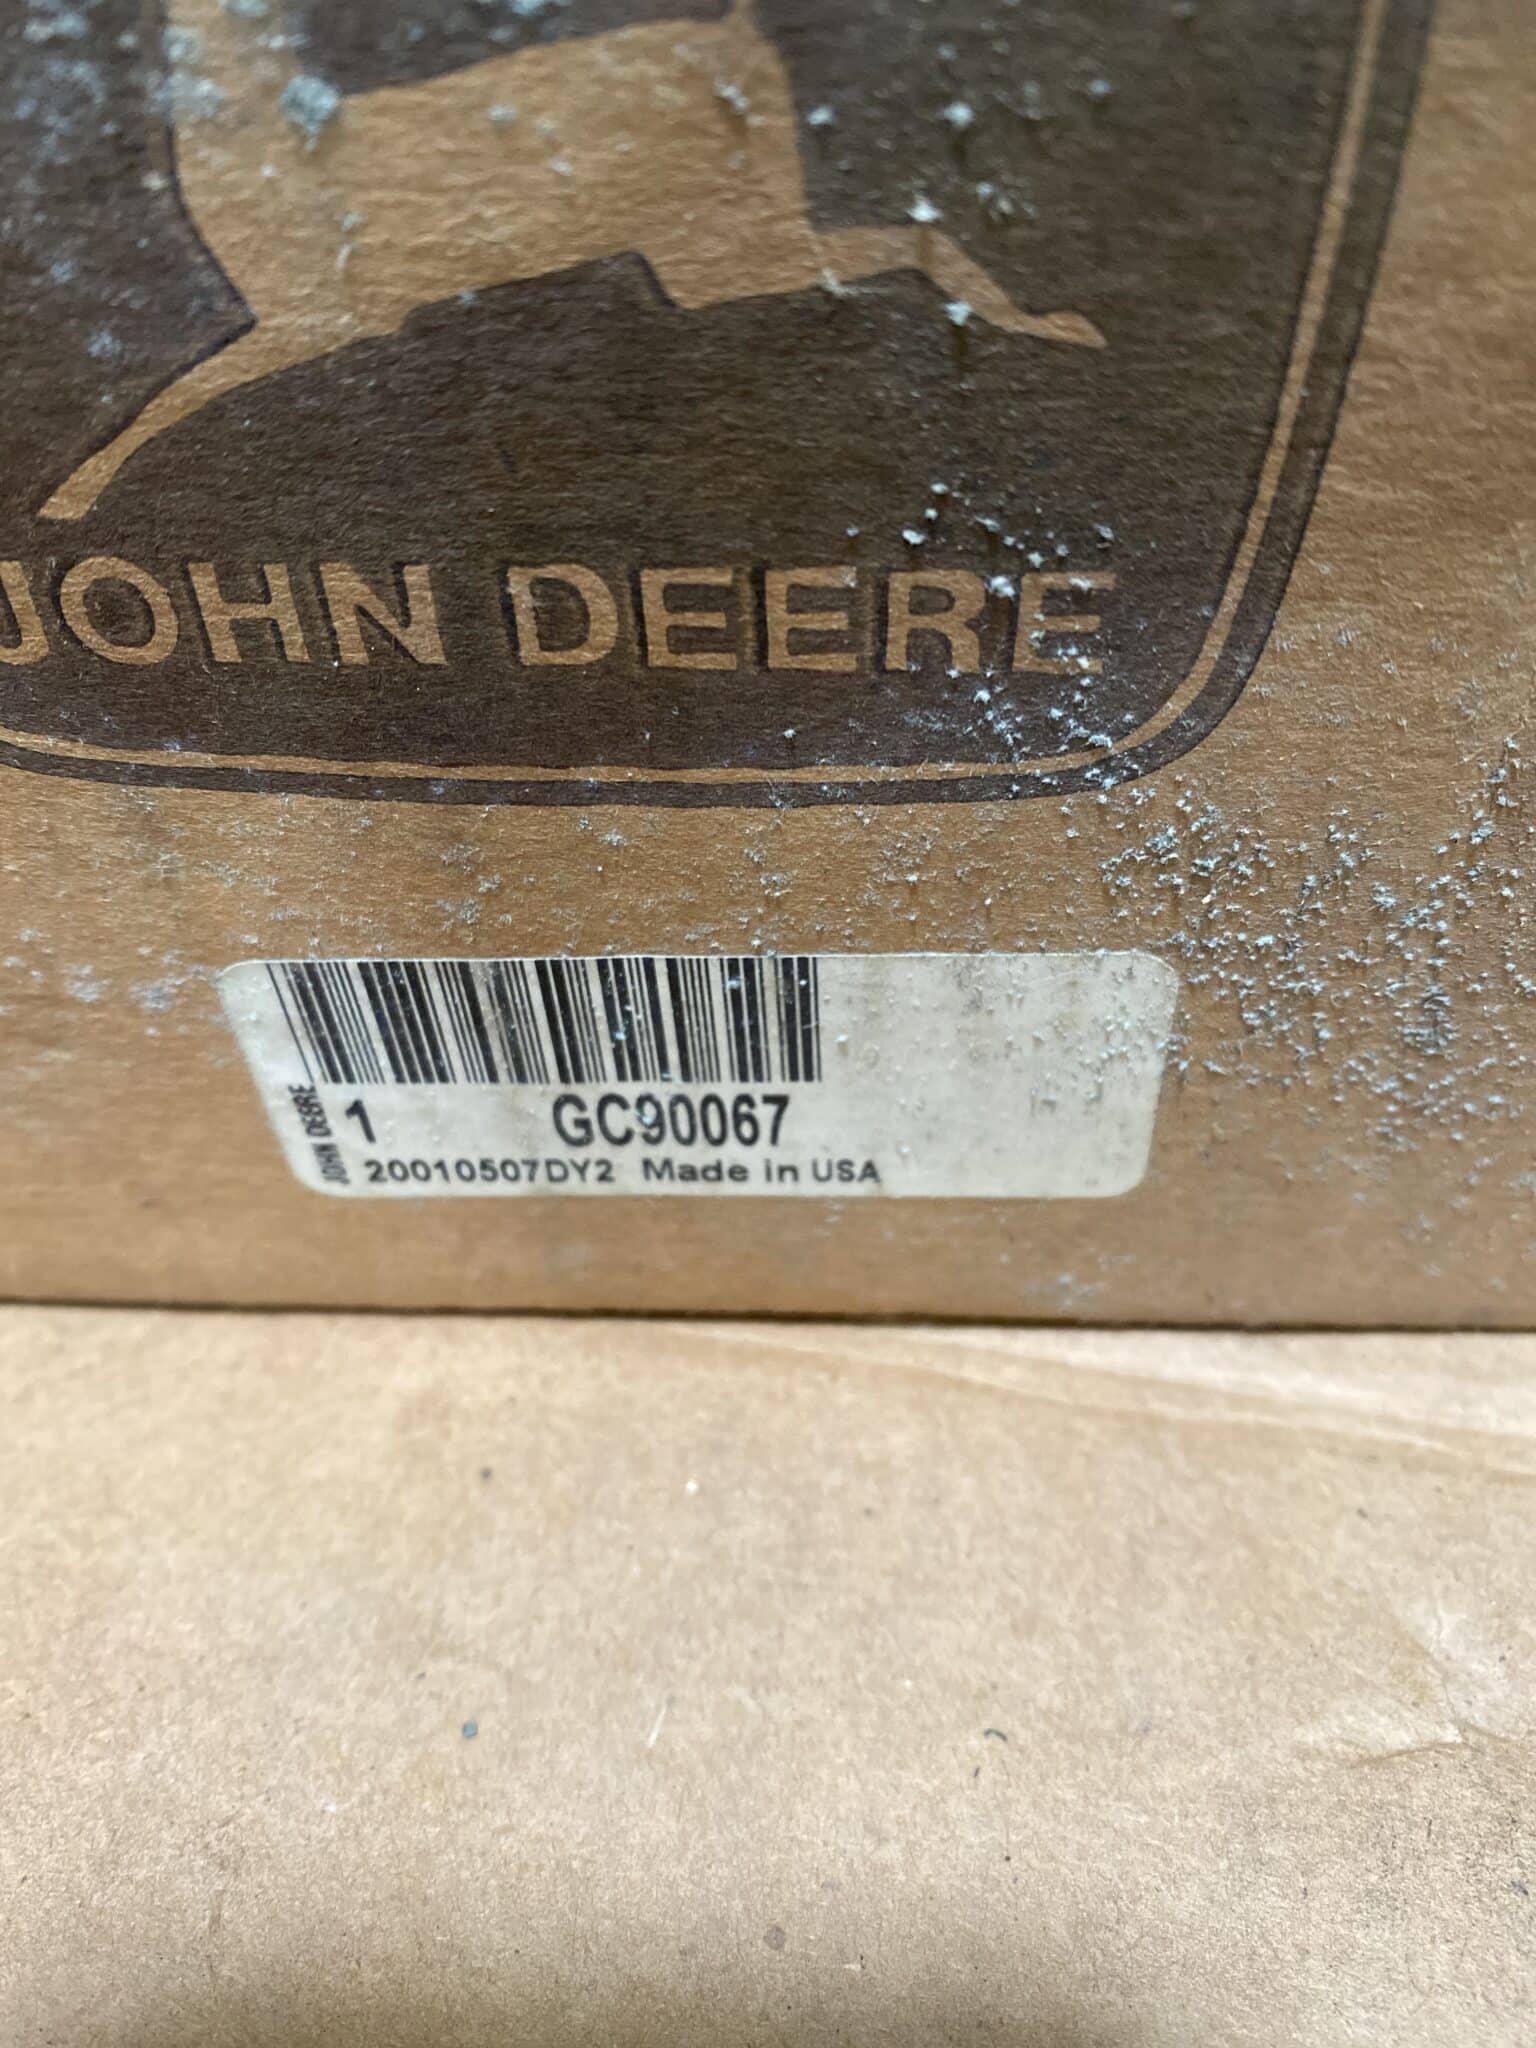 JOHN DEERE
JOHN DEERE
1 GC90067
20010507DY2 Made in USA